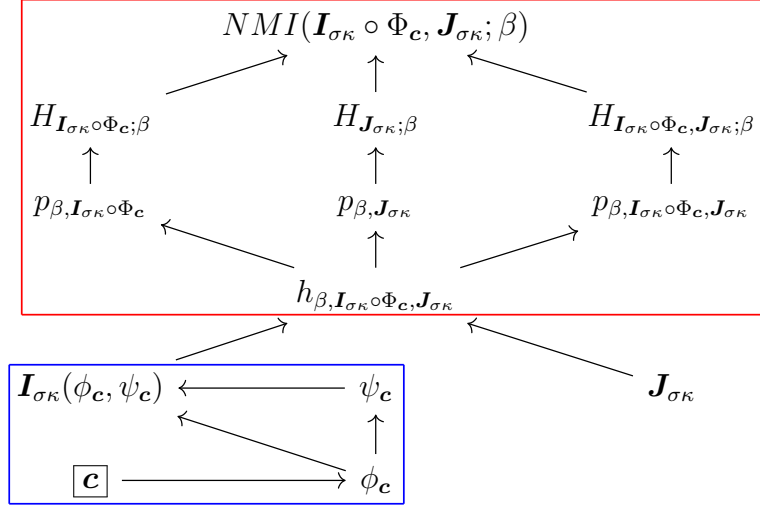 NMI(𝑰_{σκ} ∘ Φ_𝒄, 𝑱_{σκ}; β)
H_{𝑰_{σκ}∘Φ_𝒄;β} H_{𝑱_{σκ};β} H_{𝑰_{σκ}∘Φ_𝒄,𝑱_{σκ};β}
p_{β,𝑰_{σκ}∘Φ_𝒄} p_{β,𝑱_{σκ}} p_{β,𝑰_{σκ}∘Φ_𝒄,𝑱_{σκ}}
h_{β,𝑰_{σκ}∘Φ_𝒄,𝑱_{σκ}}
𝑰_{σκ}(ϕ_𝒄, ψ_𝒄) ψ_𝒄 𝑱_{σκ}
𝒄 ϕ_𝒄